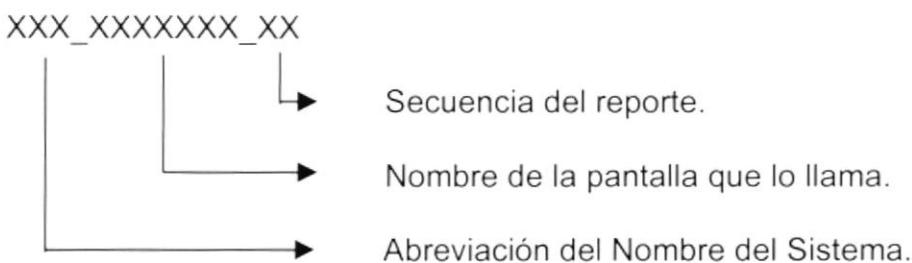 XXX_XXXXXXX_XX
Secuencia del reporte.
Nombre de la pantalla que lo llama.
Abreviación del Nombre del Sistema.